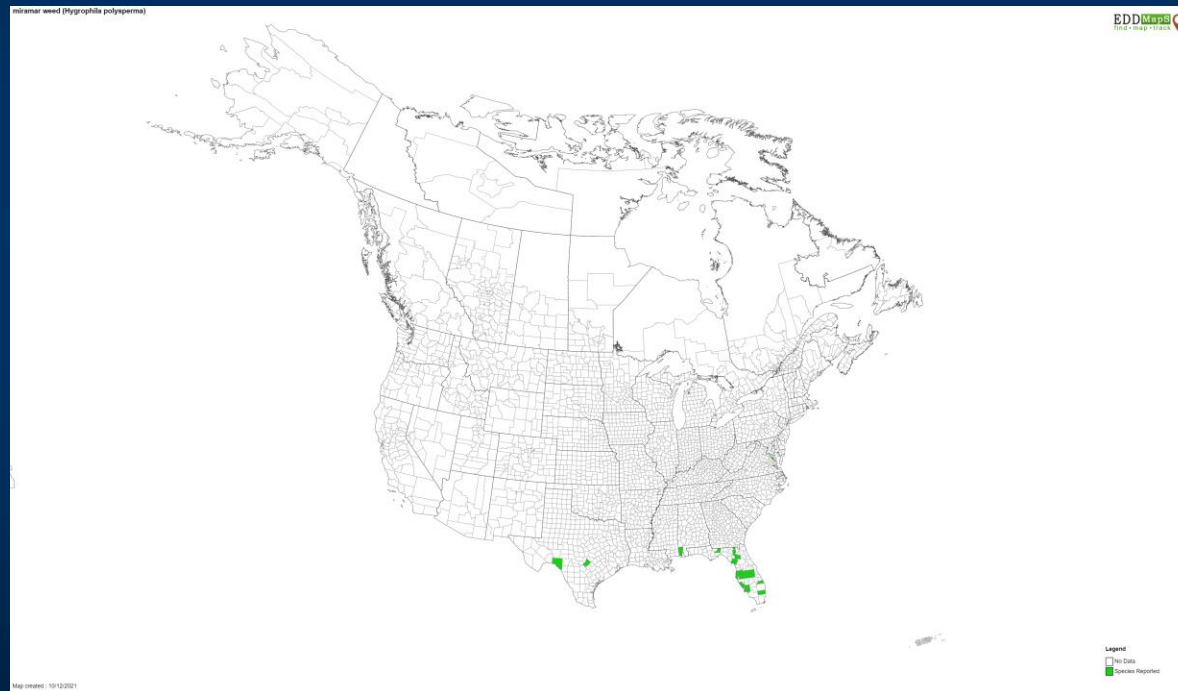 miramar weed (Hygrophila polysperma)
EDDMapS
find • map • track
Legend
No Data
Species Reported
Map created : 10/12/2021